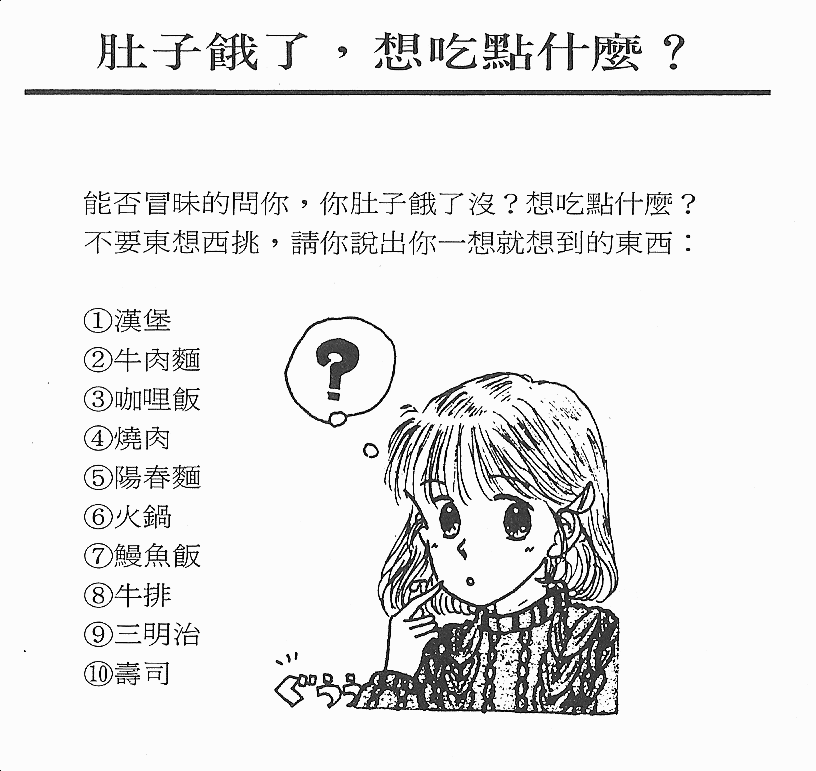 肚子餓了，想吃點什麼？
能否冒昧的問你，你肚子餓了沒？想吃點什麼？
不要東想西挑，請你說出你一想就想到的東西：
①漢堡
②牛肉麵
③咖哩飯
④燒肉
⑤陽春麵
⑥火鍋
⑦鰻魚飯
⑧牛排
⑨三明治
⑩壽司
?
ぐぅぅ